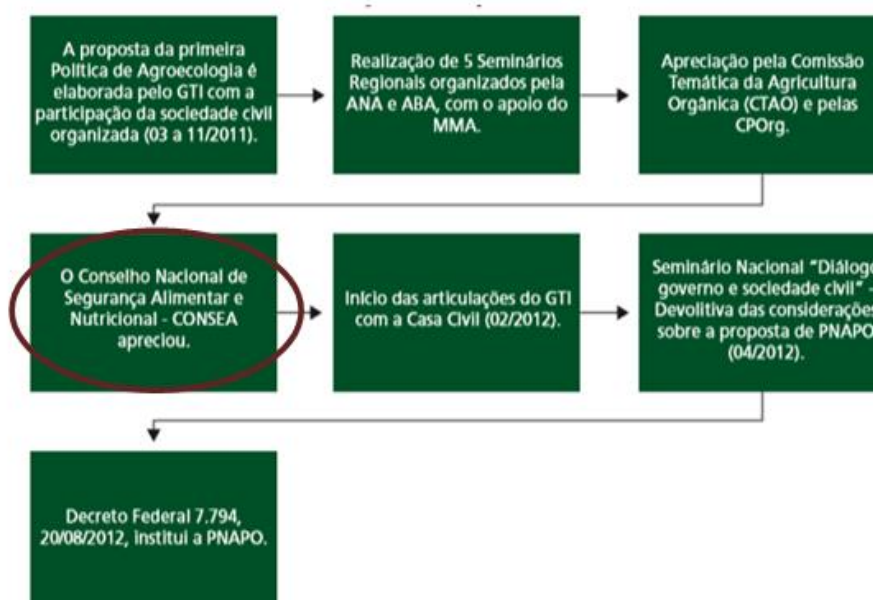 A proposta da primeira
Política de Agroecologia é
elaborada pelo GTI com a
participação da sociedade civil
organizada (03 a 11/2011).
Realização de 5 Seminários
Regionais organizados pela
ANA e ABA, com o apoio do
MMA.
Apreciação pela Comissão
Temática da Agricultura
Orgânica (CTAO) e pelas
CPOrg.
O Conselho Nacional de
Segurança Alimentar e
Nutricional - CONSEA
apreciou.
Início das articulações do GTI
com a Casa Civil (02/2012).
Seminário Nacional "Diálogo
governo e sociedade civil" -
Devolitiva das considerações
sobre a proposta de PNAPO
(04/2012).
Decreto Federal 7.794,
20/08/2012, institui a PNAPO.